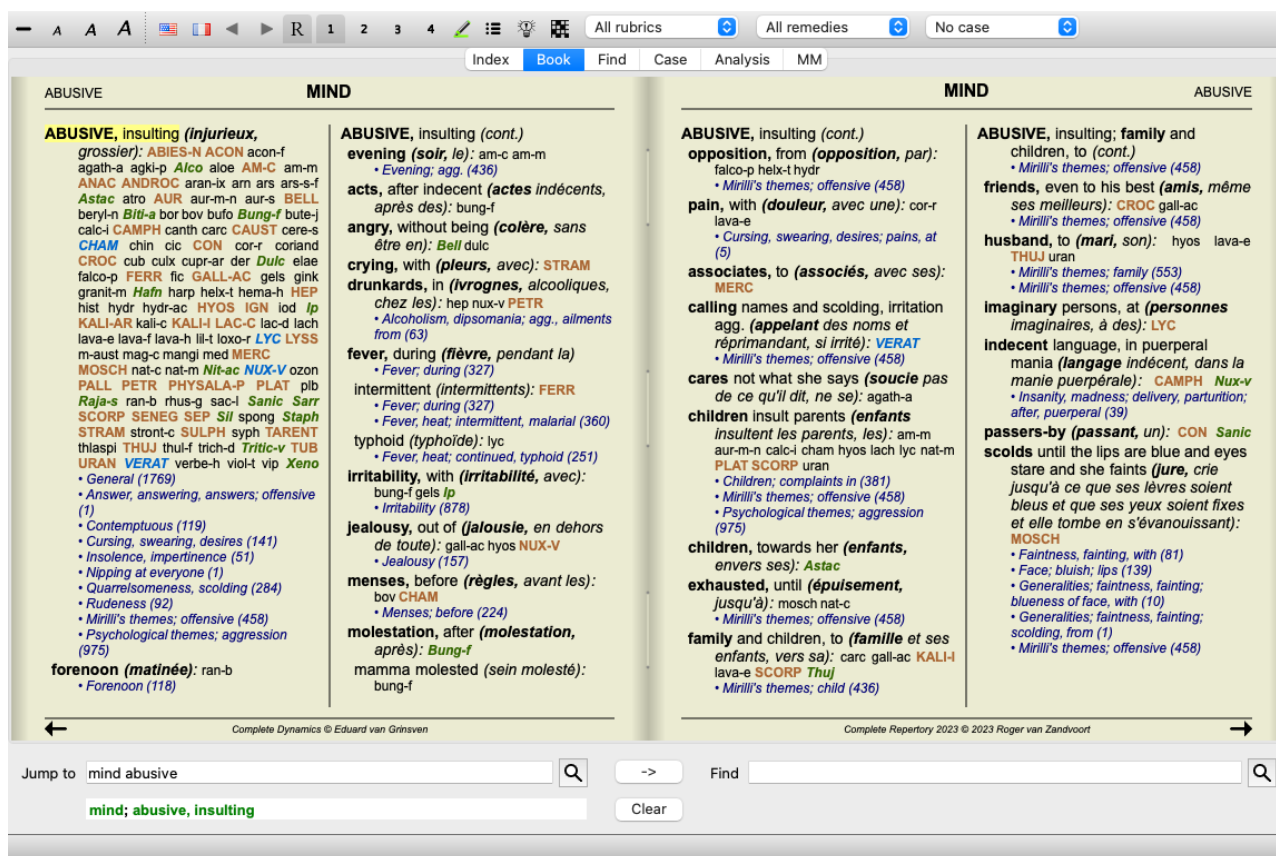 A A A R 1 2 3 4 All rubrics All remedies No case
Index Book Find Case Analysis MM
ABUSIVE MIND
ABUSIVE, insulting (injurieux,
grossier): ABIES-N ACON acon-f
agath-a agki-p Alco aloe AM-C am-m
ANAC ANDROC aran-ix arn ars ars-s-f
Astac atro AUR aur-m-n aur-s BELL
beryl-n Biti-a bor bov bufo Bung-f bute-j
calc-i CAMPH canth carc CAUST cere-s
CHAM chin cic CON cor-r coriand
CROC cub culx cupr-ar der Dulc elae
falco-p FERR fic GALL-AC gels gink
granit-m Hafn harp helx-t hema-h HEP
hist hydr hydr-ac HYOS IGN iod Ip
KALI-AR kali-c KALI-I LAC-C lac-d lach
lava-e lava-f lava-h lil-t loxo-r LYC LYSS
m-aust mag-c mangi med MERC
MOSCH nat-c nat-m Nit-ac NUX-V ozon
PALL PETR PHYSALA-P PLAT plb
Raja-s ran-b rhus-g sac-l Sanic Sarr
SCORP SENEG SEP Sil spong Staph
STRAM stront-c SULPH syph TARENT
thlaspi THUJ thul-f trich-d Tritic-v TUB
URAN VERAT verbe-h viol-t vip Xeno
• General (1769)
• Answer, answering, answers; offensive
(1)
• Contemptuous (119)
• Cursing, swearing, desires (141)
• Insolence, impertinence (51)
• Nipping at everyone (1)
• Quarrelsomeness, scolding (284)
• Rudeness (92)
• Mirilli's themes; offensive (458)
• Psychological themes; aggression
(975)
forenoon (matinée): ran-b
• Forenoon (118)
ABUSIVE, insulting (cont.)
evening (soir, le): am-c am-m
• Evening; agg. (436)
acts, after indecent (actes indécents,
après des): bung-f
angry, without being (colère, sans
être en): Bell dulc
crying, with (pleurs, avec): STRAM
drunkards, in (ivrognes, alcooliques,
chez les): hep nux-v PETR
• Alcoholism, dipsomania; agg., ailments
from (63)
fever, during (fièvre, pendant la)
• Fever; during (327)
intermittent (intermittents): FERR
• Fever; during (327)
• Fever, heat; intermittent, malarial (360)
typhoid (typhoïde): lyc
• Fever, heat; continued, typhoid (251)
irritability, with (irritabilité, avec):
bung-f gels Ip
• Irritability (878)
jealousy, out of (jalousie, en dehors
de toute): gall-ac hyos NUX-V
• Jealousy (157)
menses, before (règles, avant les):
bov CHAM
• Menses; before (224)
molestation, after (molestation,
après): Bung-f
mamma molested (sein molesté):
bung-f
Complete Dynamics © Eduard van Grinsven
MIND ABUSIVE
ABUSIVE, insulting (cont.)
opposition, from (opposition, par):
falco-p helx-t hydr
• Mirilli's themes; offensive (458)
pain, with (douleur, avec une): cor-r
lava-e
• Cursing, swearing, desires; pains, at
(5)
associates, to (associés, avec ses):
MERC
calling names and scolding, irritation
agg. (appelant des noms et
réprimandant, si irrité): VERAT
• Mirilli's themes; offensive (458)
cares not what she says (soucie pas
de ce qu'il dit, ne se): agath-a
children insult parents (enfants
insultent les parents, les): am-m
aur-m-n calc-i cham hyos lach lyc nat-m
PLAT SCORP uran
• Children; complaints in (381)
• Mirilli's themes; offensive (458)
• Psychological themes; aggression
(975)
children, towards her (enfants,
envers ses): Astac
exhausted, until (épuisement,
jusqu'à): mosch nat-c
• Mirilli's themes; offensive (458)
family and children, to (famille et ses
enfants, vers sa): carc gall-ac KALI-I
lava-e SCORP Thuj
• Mirilli's themes; child (436)
ABUSIVE, insulting; family and
children, to (cont.)
• Mirilli's themes; offensive (458)
friends, even to his best (amis, même
ses meilleurs): CROC gall-ac
• Mirilli's themes; offensive (458)
husband, to (mari, son): hyos lava-e
THUJ uran
• Mirilli's themes; family (553)
• Mirilli's themes; offensive (458)
imaginary persons, at (personnes
imaginaires, à des): LYC
indecent language, in puerperal
mania (langage indécent, dans la
manie puerpérale): CAMPH Nux-v
• Insanity, madness; delivery, parturition;
after, puerperal (39)
passers-by (passant, un): CON Sanic
scolds until the lips are blue and eyes
stare and she faints (jure, crie
jusqu'à ce que ses lèvres soient
bleus et que ses yeux soient fixes
et elle tombe en s'évanouissant):
MOSCH
• Faintness, fainting, with (81)
• Face; bluish; lips (139)
• Generalities; faintness, fainting;
blueness of face, with (10)
• Generalities; faintness, fainting;
scolding, from (1)
• Mirilli's themes; offensive (458)
Complete Repertory 2023 © 2023 Roger van Zandvoort
Jump to mind abusive -> Find
mind; abusive, insulting Clear